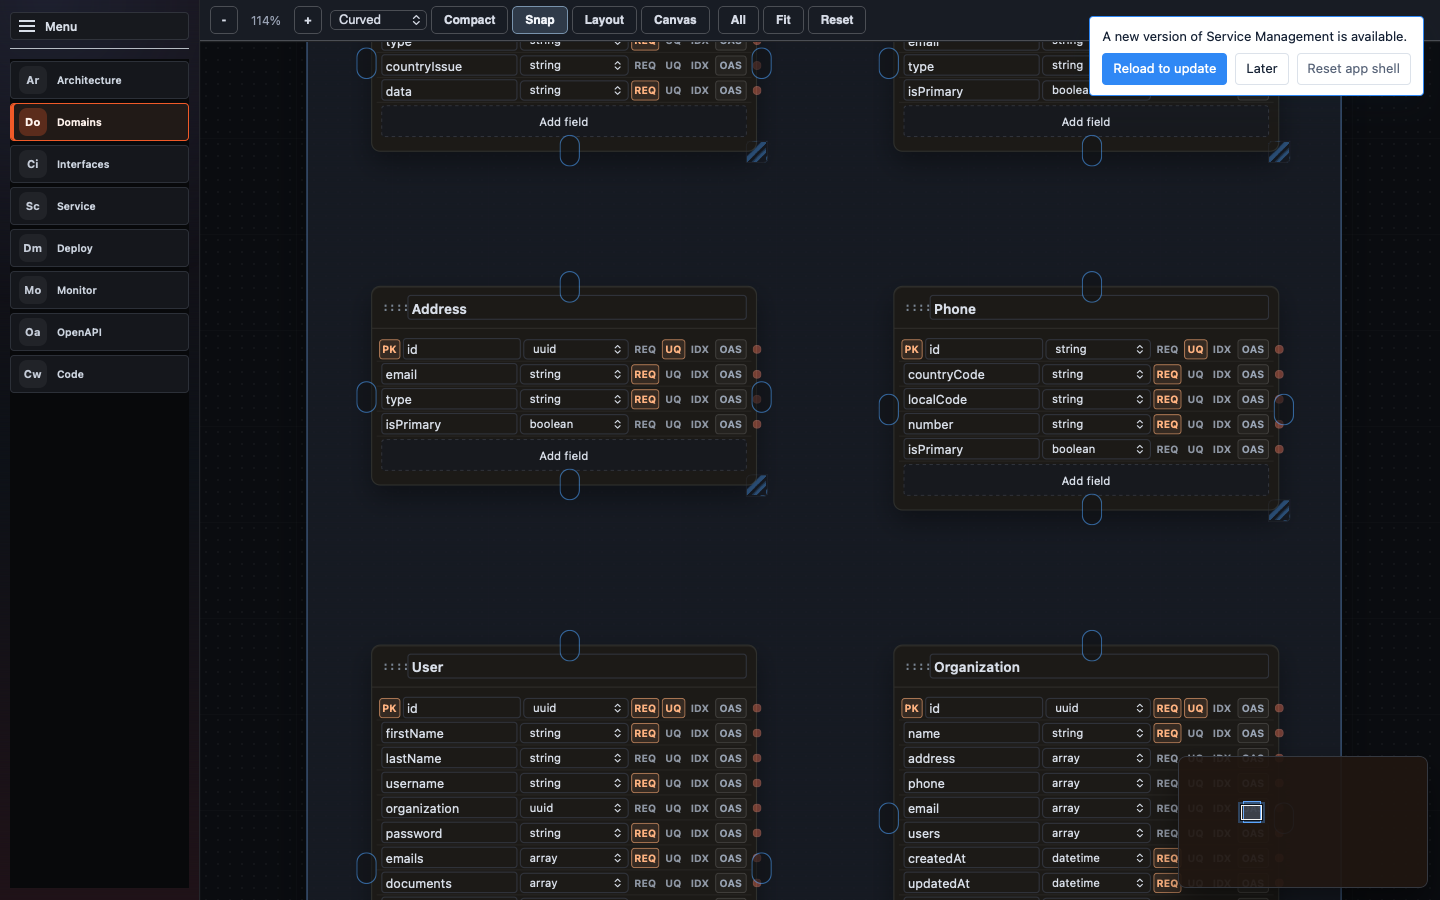 Menu
Ar Architecture
Do Domains
Ci Interfaces
Sc Service
Dm Deploy
Mo Monitor
Oa OpenAPI
Cw Code
- 114% + Curved Compact Snap Layout Canvas All Fit Reset
A new version of Service Management is available.
Reload to update Later Reset app shell
type string REQ UQ IDX OAS
countryIssue string REQ UQ IDX OAS
data string REQ UQ IDX OAS
Add field
email string
type string
isPrimary boolean
Add field
Address
PK id uuid REQ UQ IDX OAS
email string REQ UQ IDX OAS
type string REQ UQ IDX OAS
isPrimary boolean REQ UQ IDX OAS
Add field
Phone
PK id string REQ UQ IDX OAS
countryCode string REQ UQ IDX OAS
localCode string REQ UQ IDX OAS
number string REQ UQ IDX OAS
isPrimary boolean REQ UQ IDX OAS
Add field
User
PK id uuid REQ UQ IDX OAS
firstName string REQ UQ IDX OAS
lastName string REQ UQ IDX OAS
username string REQ UQ IDX OAS
organization uuid REQ UQ IDX OAS
password string REQ UQ IDX OAS
emails array REQ UQ IDX OAS
documents array REQ UQ IDX OAS
Organization
PK id uuid REQ UQ IDX OAS
name string REQ UQ IDX OAS
address array REQ UQ IDX OAS
phone array REQ
email array REQ
users array REQ
createdAt datetime REQ
updatedAt datetime REQ